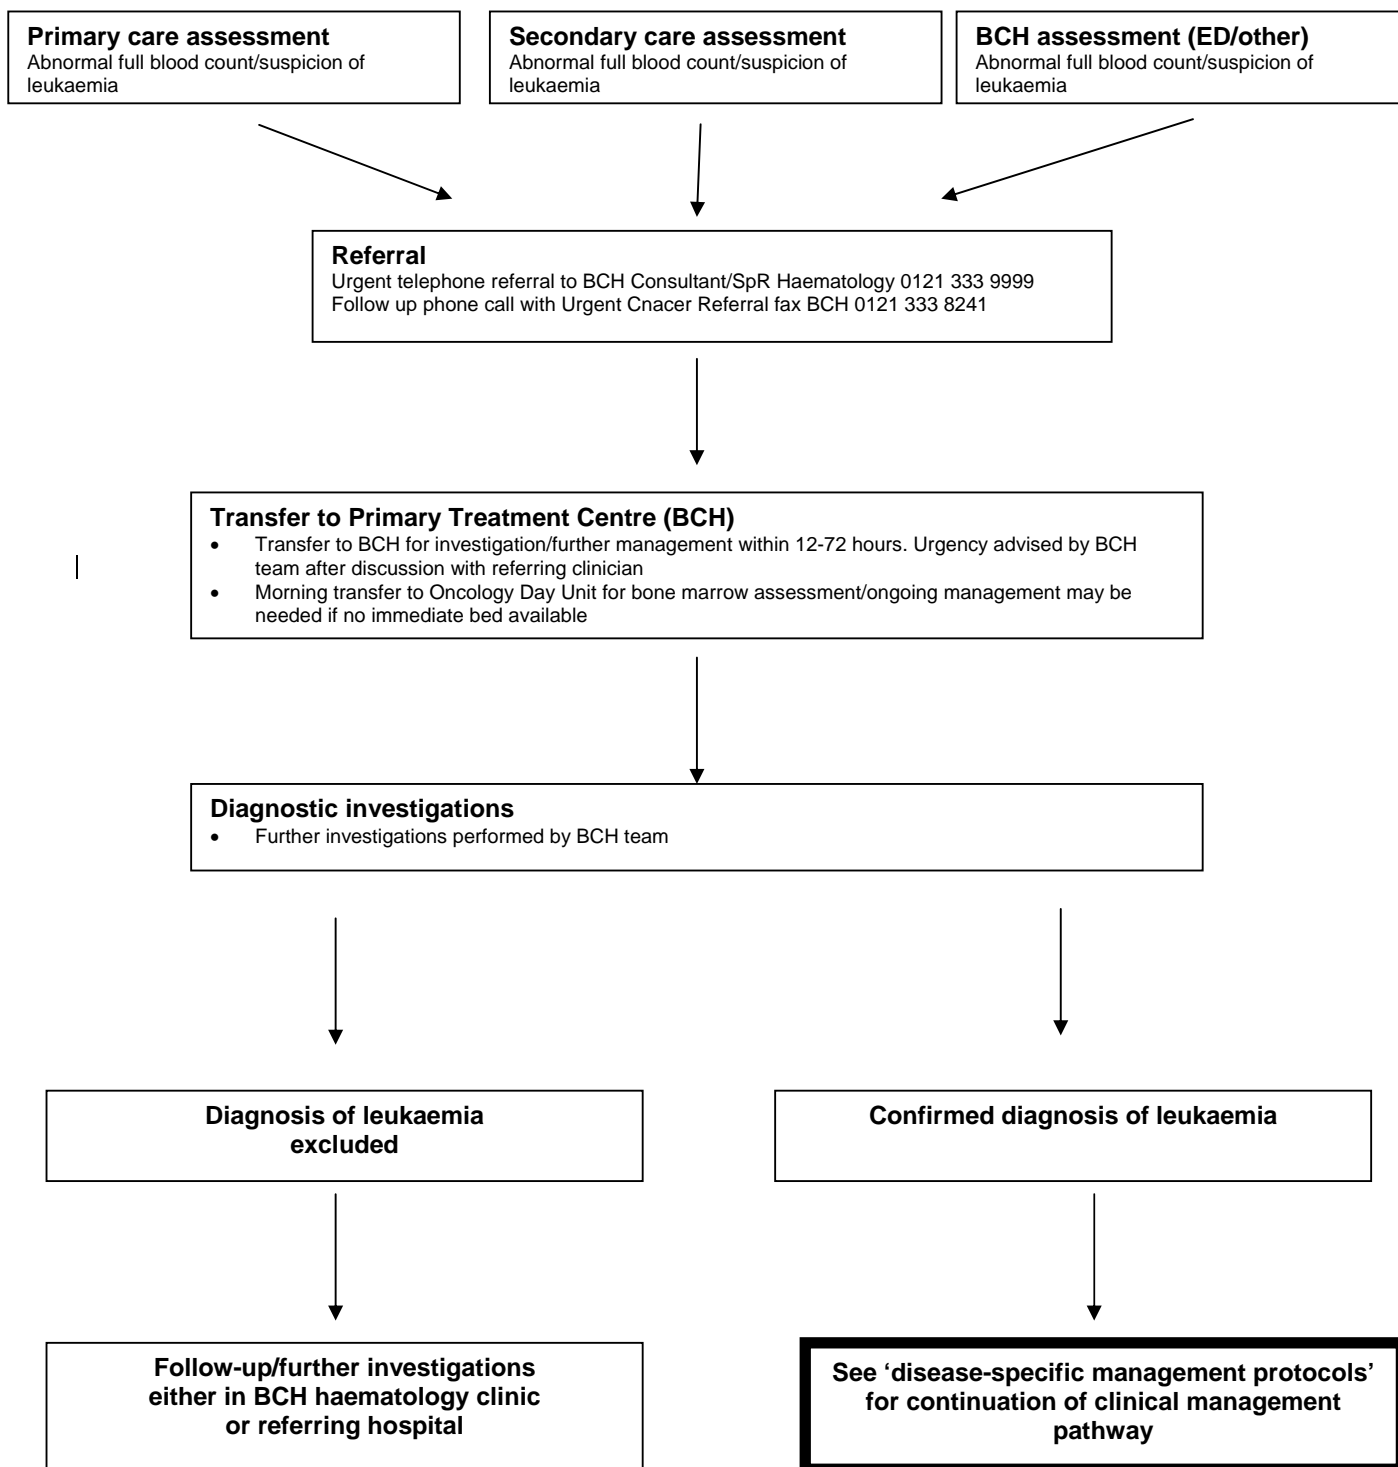 Primary care assessment
Abnormal full blood count/suspicion of
leukaemia
Secondary care assessment
Abnormal full blood count/suspicion of
leukaemia
BCH assessment (ED/other)
Abnormal full blood count/suspicion of
leukaemia
Referral
Urgent telephone referral to BCH Consultant/SpR Haematology 0121 333 9999
Follow up phone call with Urgent Cnacer Referral fax BCH 0121 333 8241
Transfer to Primary Treatment Centre (BCH)
• Transfer to BCH for investigation/further management within 12-72 hours. Urgency advised by BCH
team after discussion with referring clinician
• Morning transfer to Oncology Day Unit for bone marrow assessment/ongoing management may be
needed if no immediate bed available
Diagnostic investigations
• Further investigations performed by BCH team
Diagnosis of leukaemia
excluded
Confirmed diagnosis of leukaemia
Follow-up/further investigations
either in BCH haematology clinic
or referring hospital
See ‘disease-specific management protocols’
for continuation of clinical management
pathway